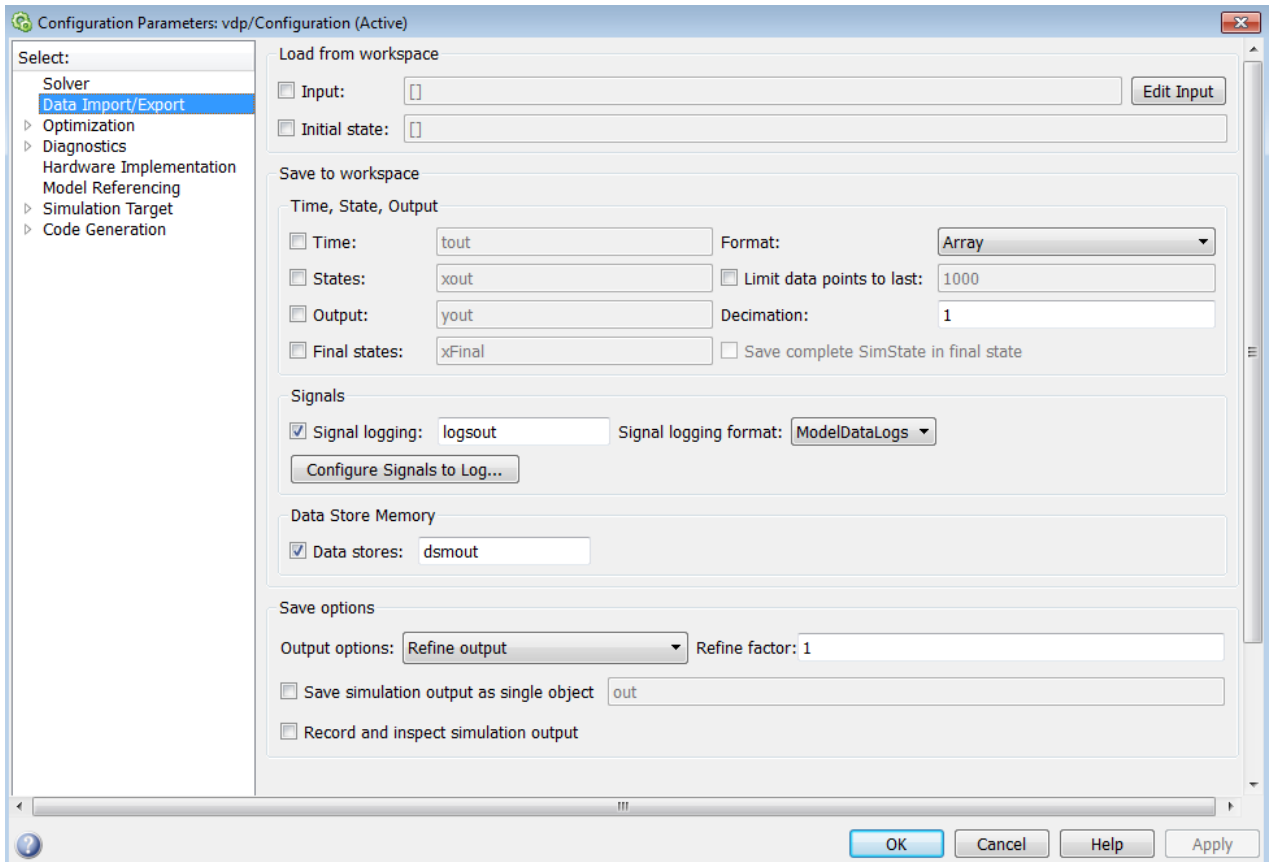 Configuration Parameters: vdp/Configuration (Active)
Select:
Solver
Data Import/Export
Optimization
Diagnostics
Hardware Implementation
Model Referencing
Simulation Target
Code Generation
Load from workspace
Input: [] Edit Input
Initial state: []
Save to workspace
Time, State, Output
Time: tout Format: Array
States: xout Limit data points to last: 1000
Output: yout Decimation: 1
Final states: xFinal Save complete SimState in final state
Signals
Signal logging: logsout Signal logging format: ModelDataLogs
Configure Signals to Log...
Data Store Memory
Data stores: dsmout
Save options
Output options: Refine output Refine factor: 1
Save simulation output as single object out
Record and inspect simulation output
OK Cancel Help Apply